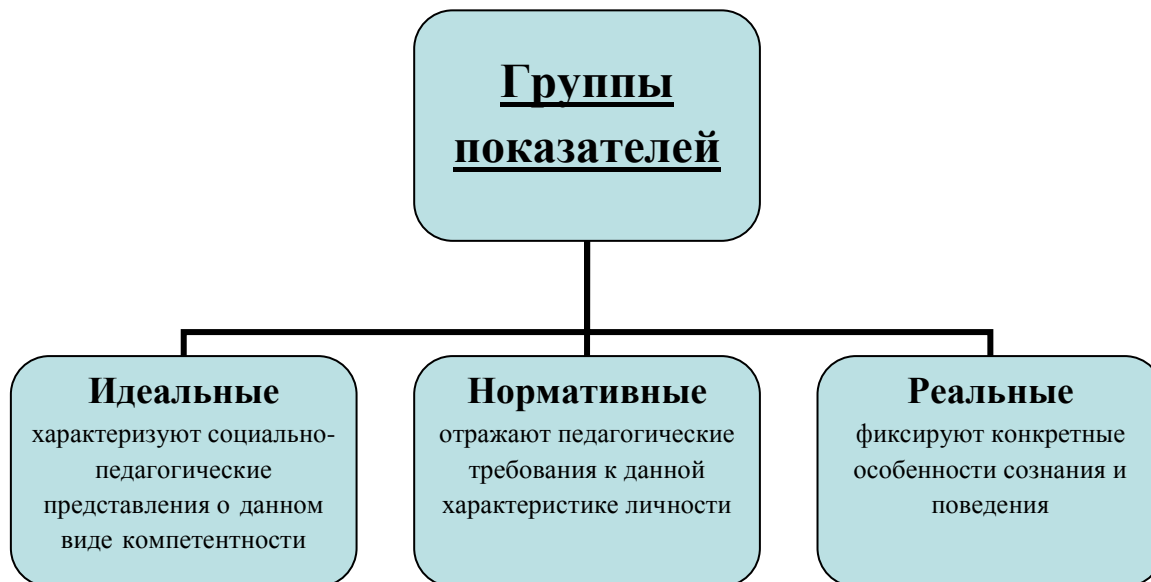 Группы
показателей
Идеальные
характеризуют социально-
педагогические
представления о данном
виде компетентности
Нормативные
отражают педагогические
требования к данной
характеристике личности
Реальные
фиксируют конкретные
особенности сознания и
поведения